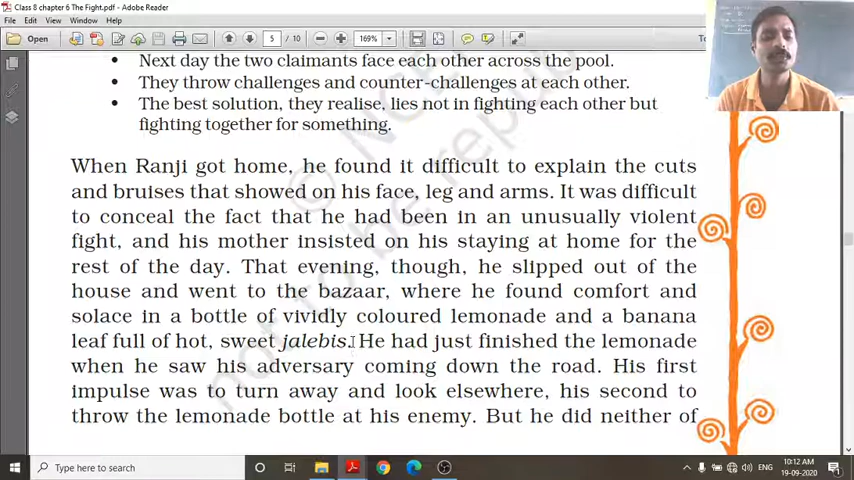 Class 8 chapter 6 The Fight.pdf - Adobe Reader
File Edit View Window Help
Open 5 / 10 169%
• Next day the two claimants face each other across the pool.
• They throw challenges and counter-challenges at each other.
• The best solution, they realise, lies not in fighting each other but
fighting together for something.
When Ranji got home, he found it difficult to explain the cuts
and bruises that showed on his face, leg and arms. It was difficult
to conceal the fact that he had been in an unusually violent
fight, and his mother insisted on his staying at home for the
rest of the day. That evening, though, he slipped out of the
house and went to the bazaar, where he found comfort and
solace in a bottle of vividly coloured lemonade and a banana
leaf full of hot, sweet jalebis. He had just finished the lemonade
when he saw his adversary coming down the road. His first
impulse was to turn away and look elsewhere, his second to
throw the lemonade bottle at his enemy. But he did neither of
not to be repub
Type here to search
ENG
10:12 AM
19-09-2020